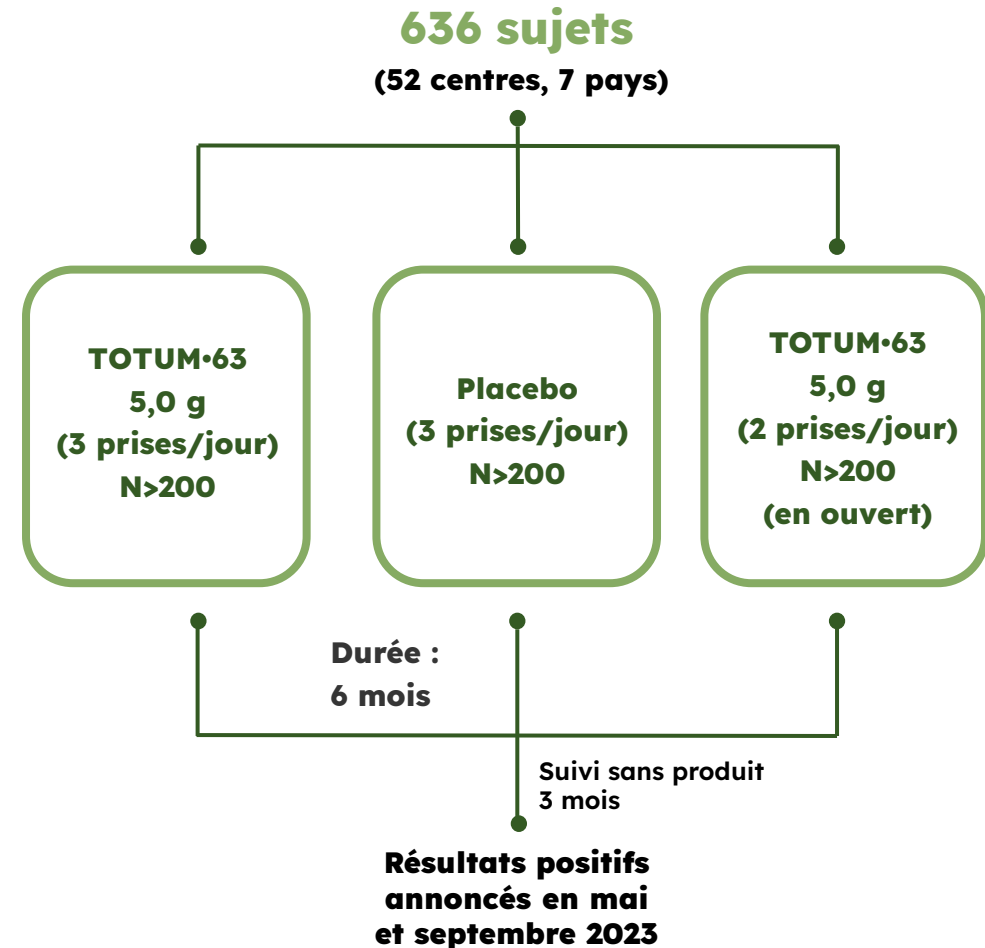 636 sujets
(52 centres, 7 pays)
TOTUM•63
5,0 g
(3 prises/jour)
N>200
Placebo
(3 prises/jour)
N>200
TOTUM•63
5,0 g
(2 prises/jour)
N>200
(en ouvert)
Durée :
6 mois
Suivi sans produit
3 mois
Résultats positifs
annoncés en mai
et septembre 2023